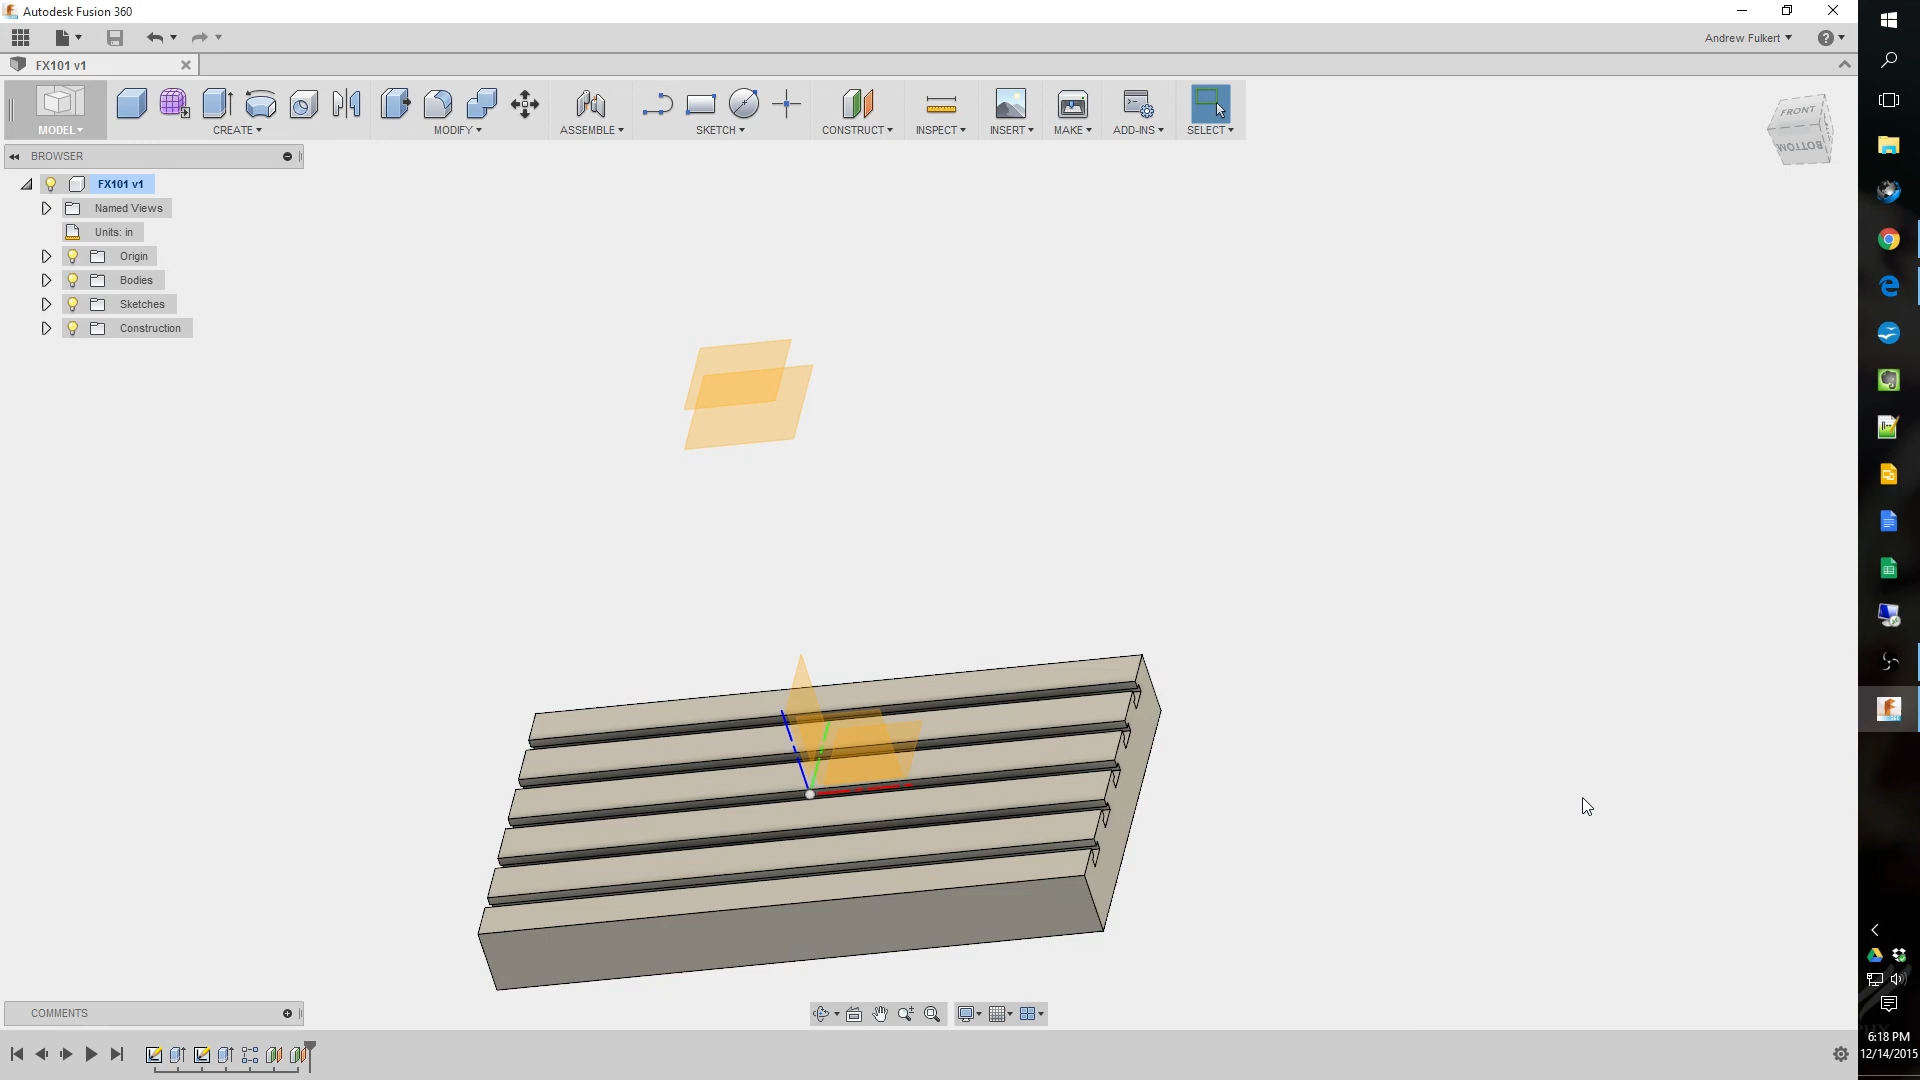 Autodesk Fusion 360
Andrew Fulkert
FX101 v1
MODEL
CREATE
MODIFY
ASSEMBLE
SKETCH
CONSTRUCT
INSPECT
INSERT
MAKE
ADD-INS
SELECT
FRONT
BOTTOM
BROWSER
FX101 v1
Named Views
Units: in
Origin
Bodies
Sketches
Construction
COMMENTS
6:18 PM
12/14/2015